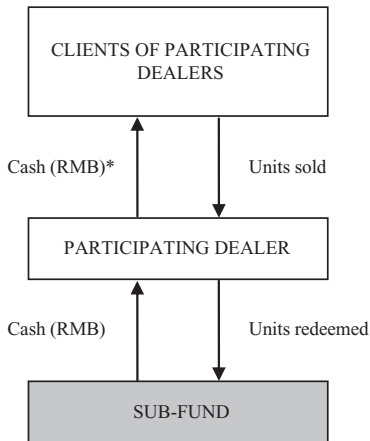 CLIENTS OF PARTICIPATING
DEALERS
Cash (RMB)*
Units sold
PARTICIPATING DEALER
Cash (RMB)
Units redeemed
SUB-FUND